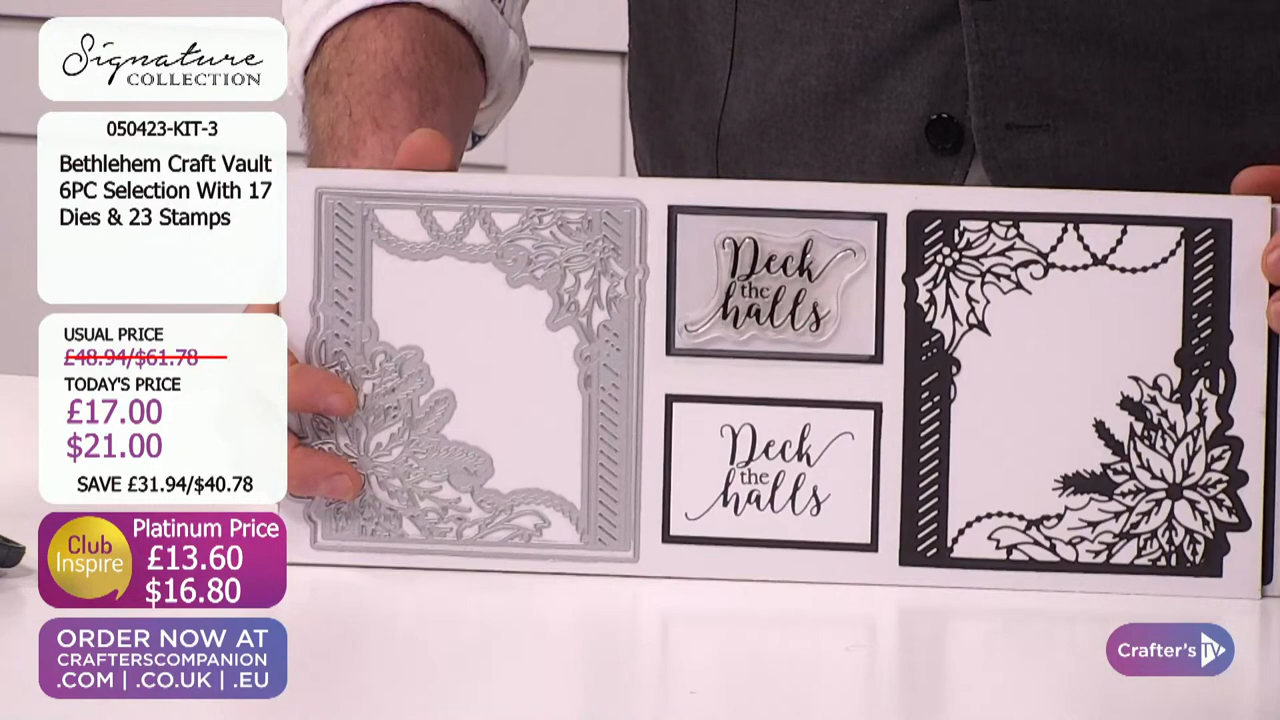 Signature
COLLECTION
050423-KIT-3
Bethlehem Craft Vault
6PC Selection With 17
Dies & 23 Stamps
USUAL PRICE
£48.94/$61.78
TODAY'S PRICE
£17.00
$21.00
SAVE £31.94/$40.78
Club
Inspire
Platinum Price
£13.60
$16.80
ORDER NOW AT
CRAFTERSCOMPANION
.COM | .CO.UK | .EU
Deck
the
halls
Deck
the
halls
Crafter's TV